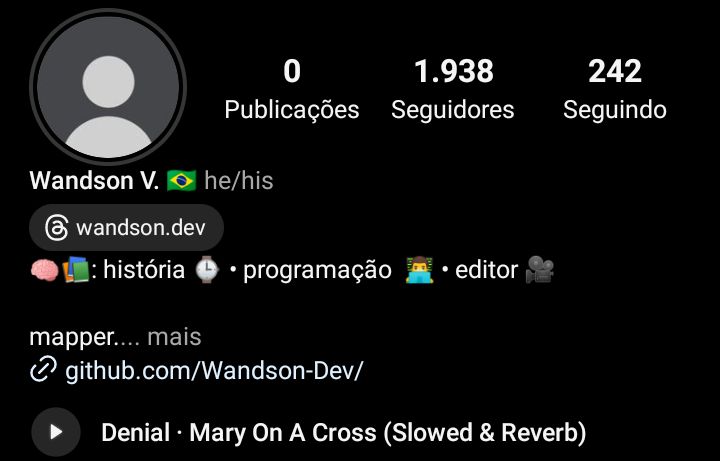 0 1.938 242
Publicações Seguidores Seguindo
Wandson V. 🇧🇷 he/his
wandson.dev
🧠📚: história ⌚ • programação 👨‍💻 • editor 🎥
mapper.... mais
github.com/Wandson-Dev/
Denial · Mary On A Cross (Slowed & Reverb)